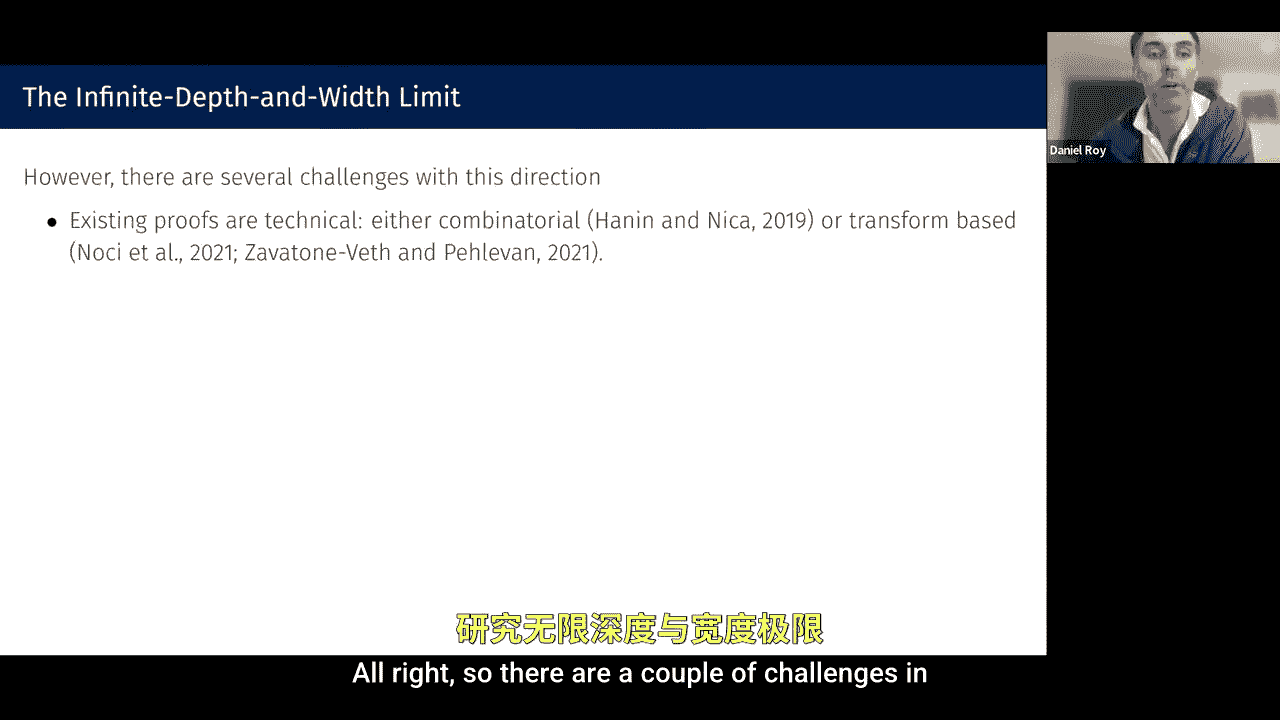 The Infinite-Depth-and-Width Limit
Daniel Roy
However, there are several challenges with this direction
● Existing proofs are technical: either combinatorial (Hanin and Nica, 2019) or transform based
(Noci et al., 2021; Zavatone-Veth and Pehlevan, 2021).
研究无限深度与宽度极限
All right, so there are a couple of challenges in